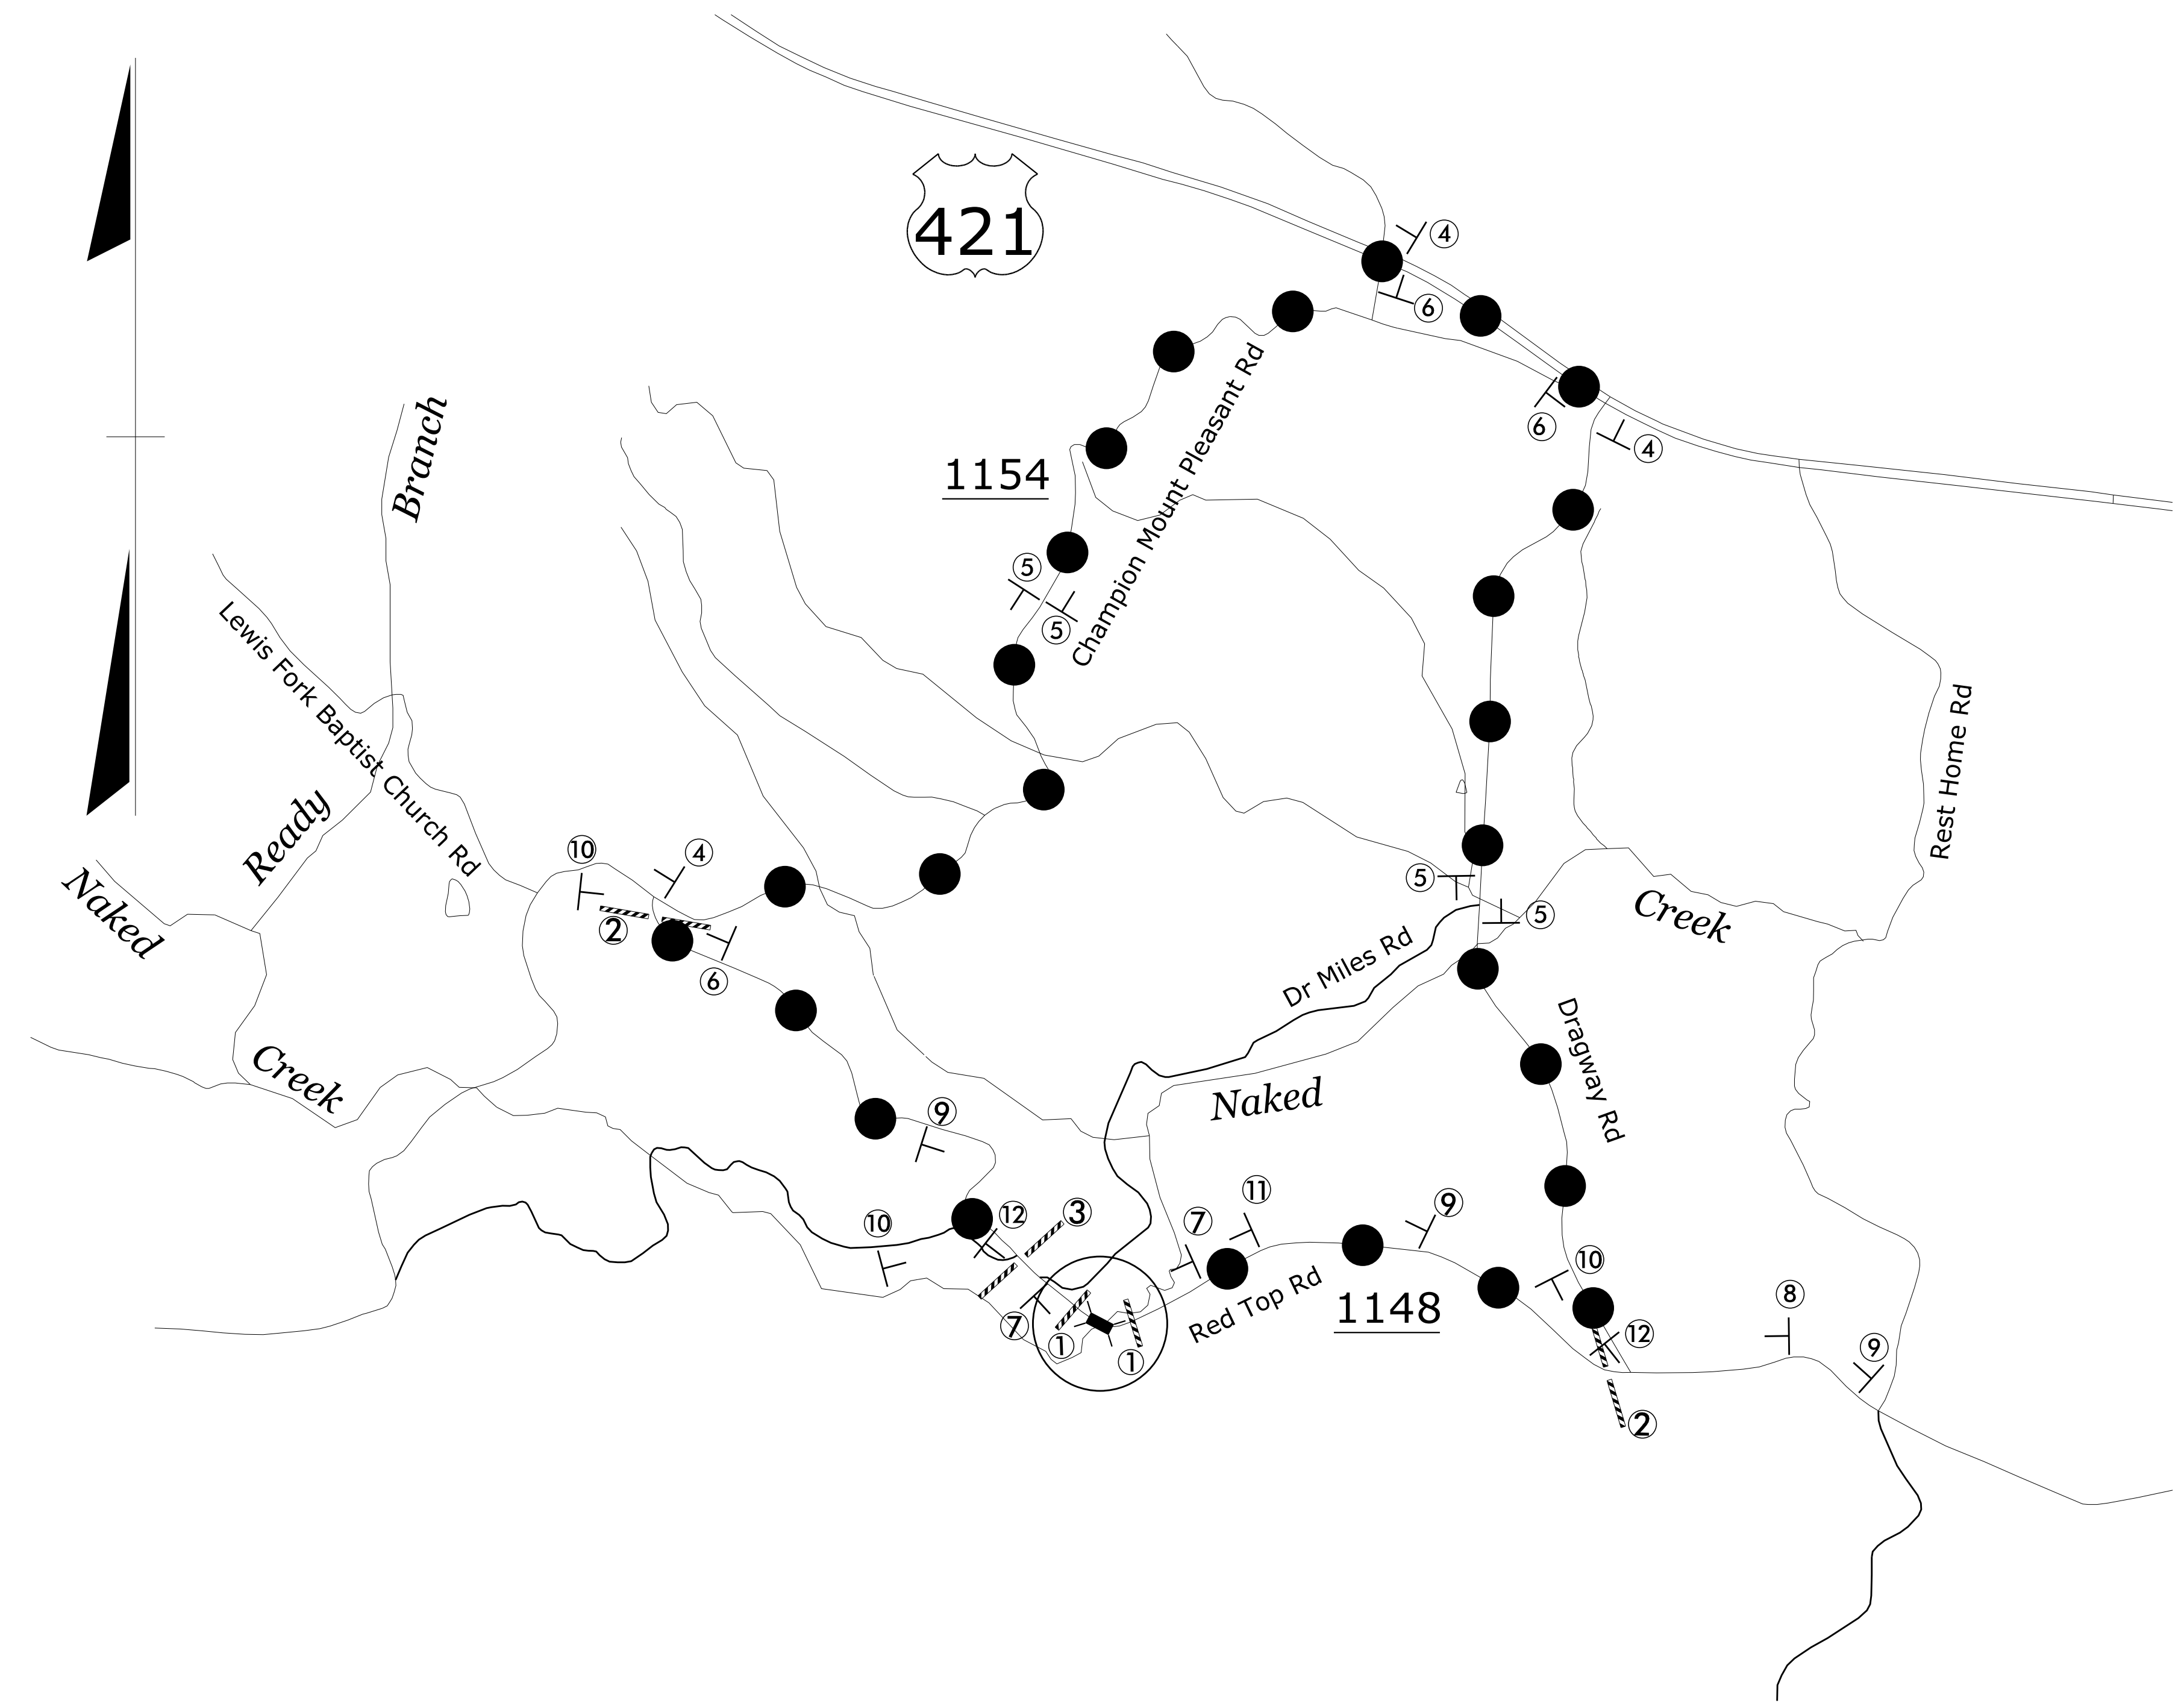 4
421
6
Champion Mount Pleasant Rd
6
4
Branch
1154
5
5
Lewis Fork Baptist Church Rd
Rest Home Rd
Ready
10
4
5
Naked
2
5
Creek
6
Dr Miles Rd
Dragway Rd
Creek
Naked
9
11
9
10
12
3
7
10
8
Red Top Rd
1148
7
1
1
12
9
2